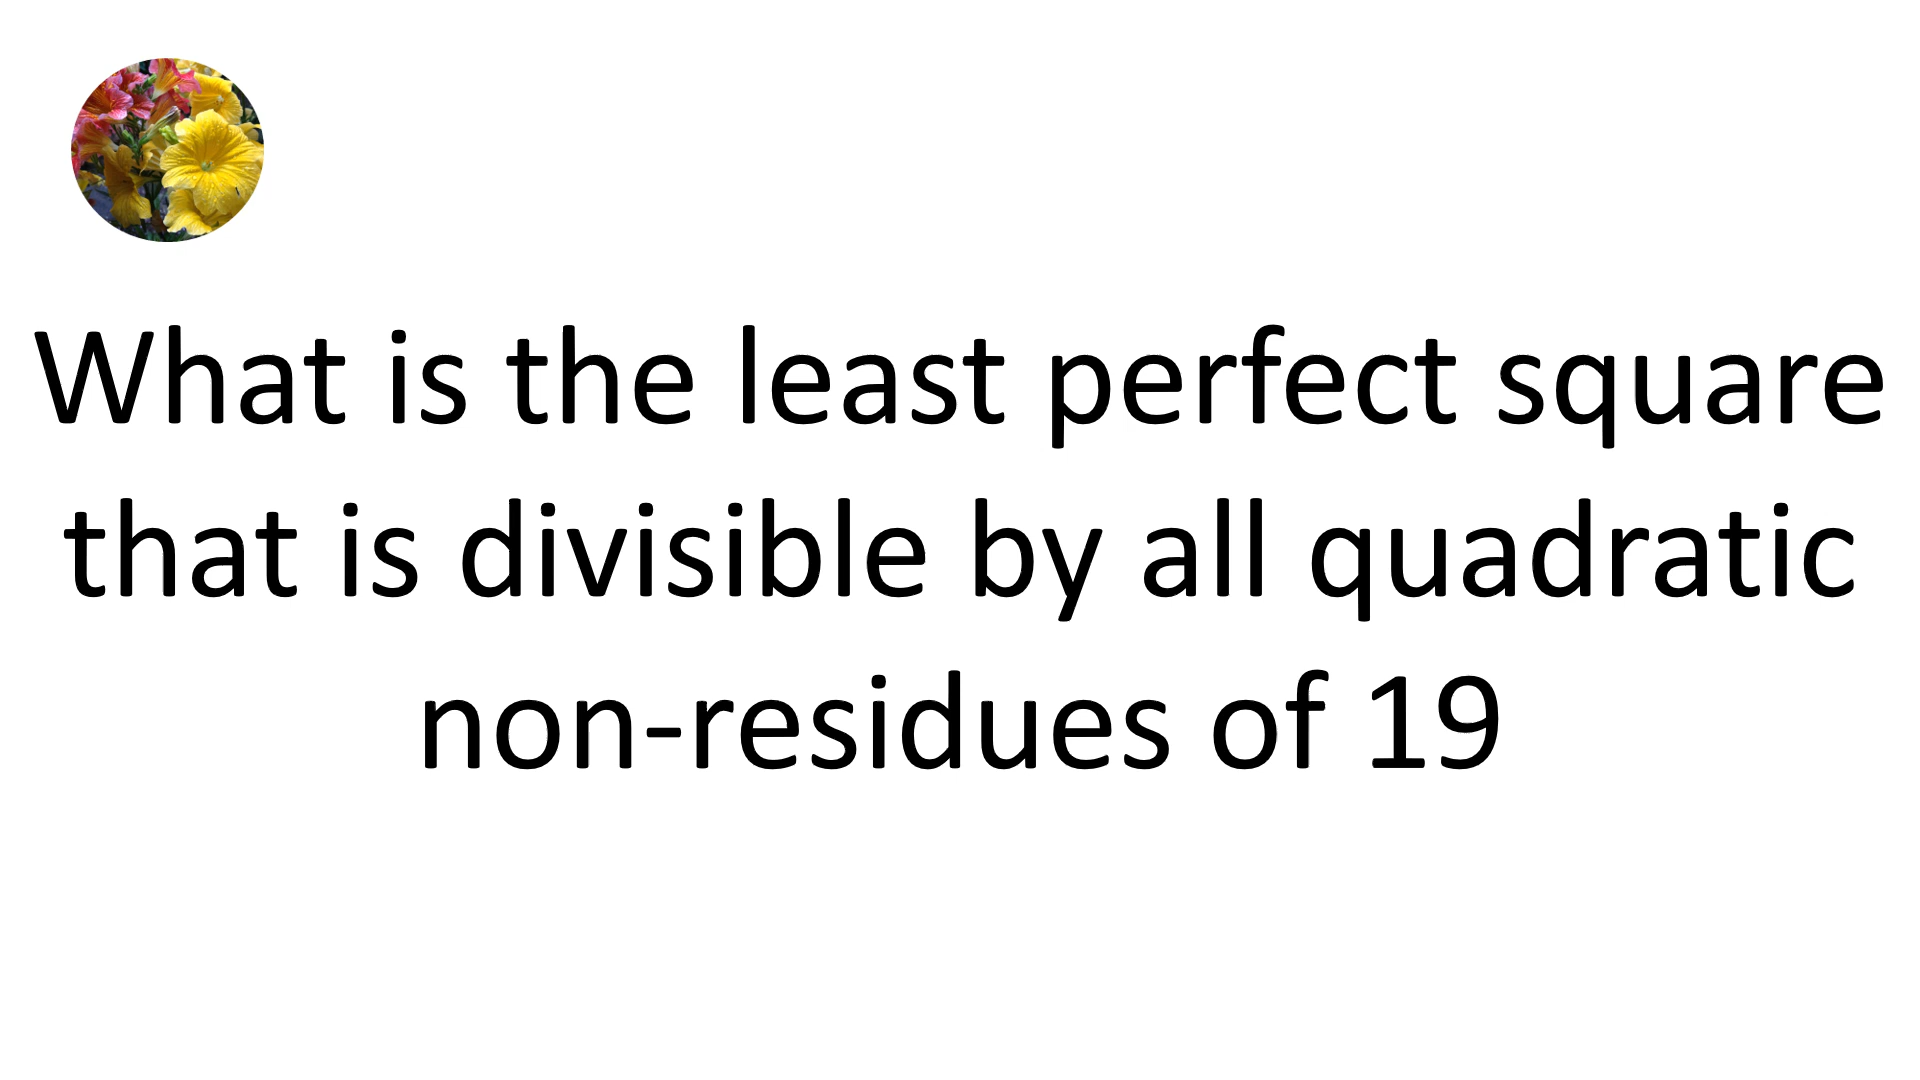 What is the least perfect square
that is divisible by all quadratic
non-residues of 19